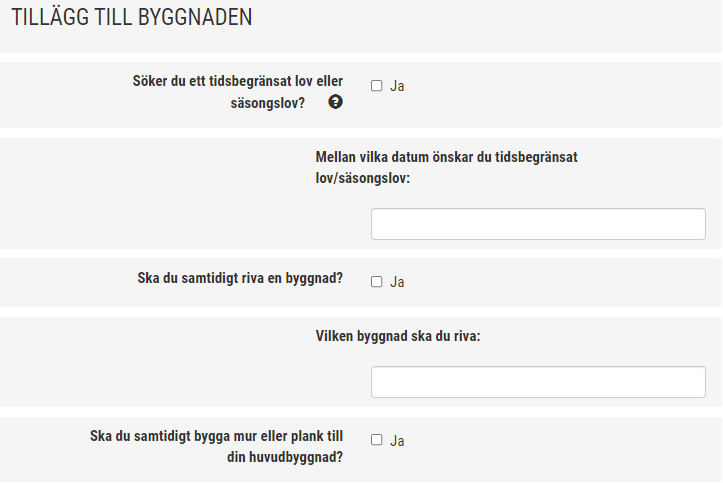 TILLÄGG TILL BYGGNADEN
Söker du ett tidsbegränsat lov eller
säsongslov? ?
Ja
Mellan vilka datum önskar du tidsbegränsat
lov/säsongslov:
Ska du samtidigt riva en byggnad?
Ja
Vilken byggnad ska du riva:
Ska du samtidigt bygga mur eller plank till
din huvudbyggnad?
Ja